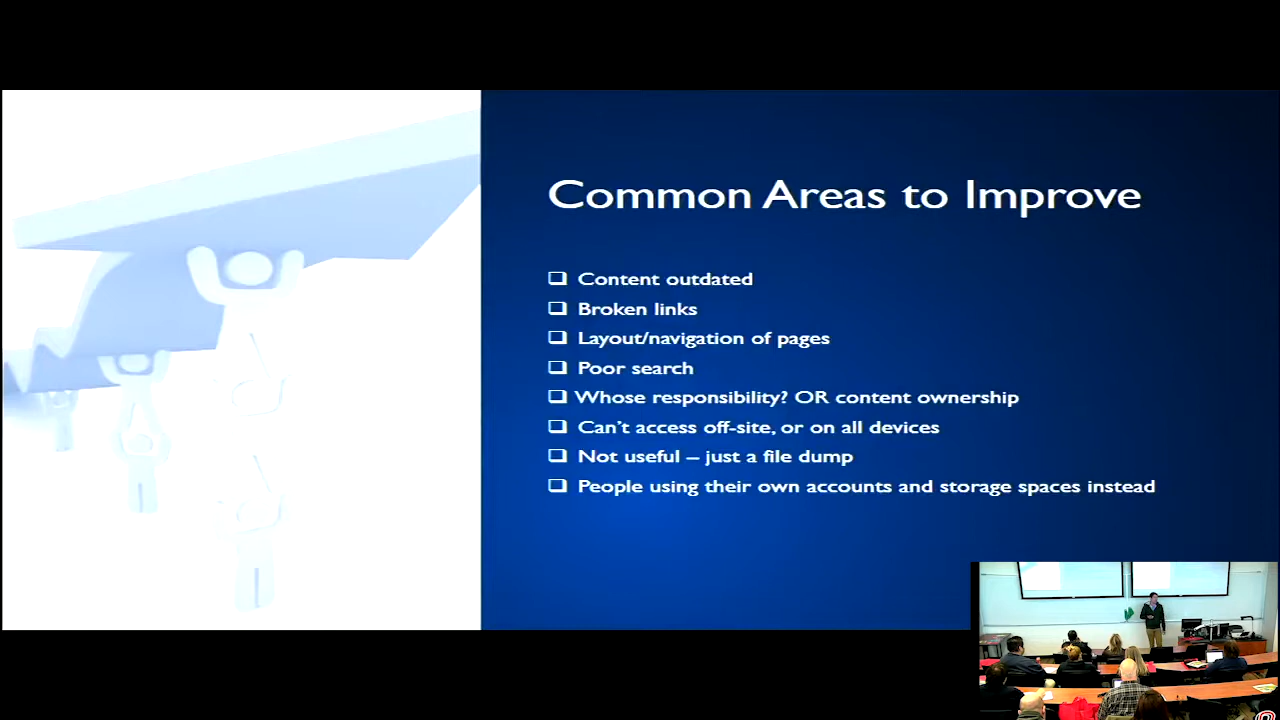 Common Areas to Improve
❑ Content outdated
❑ Broken links
❑ Layout/navigation of pages
❑ Poor search
❑ Whose responsibility? OR content ownership
❑ Can't access off-site, or on all devices
❑ Not useful – just a file dump
❑ People using their own accounts and storage spaces instead